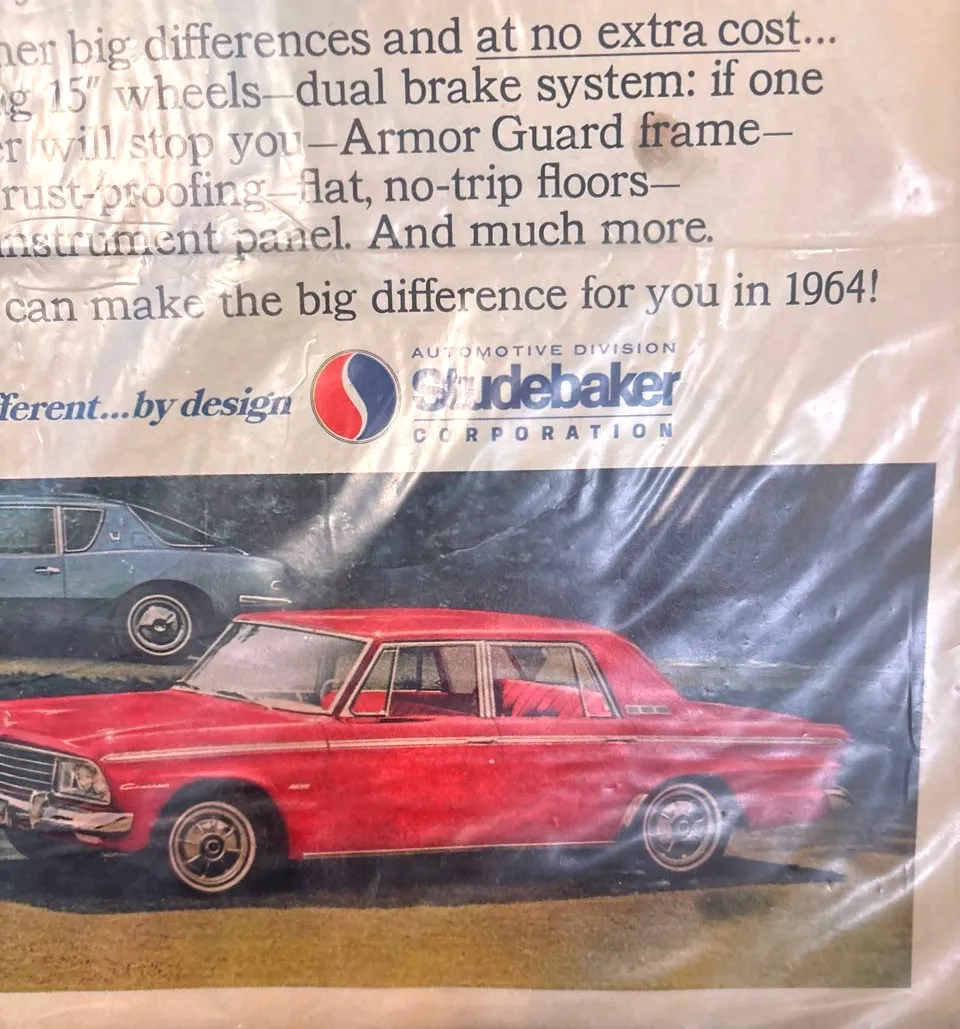 her big differences and at no extra cost...
g 15" wheels—dual brake system: if one
er will stop you—Armor Guard frame—
rust-proofing—flat, no-trip floors—
instrument panel. And much more.
can make the big difference for you in 1964!
AUTOMOTIVE DIVISION
fferent...by design
Studebaker
CORPORATION